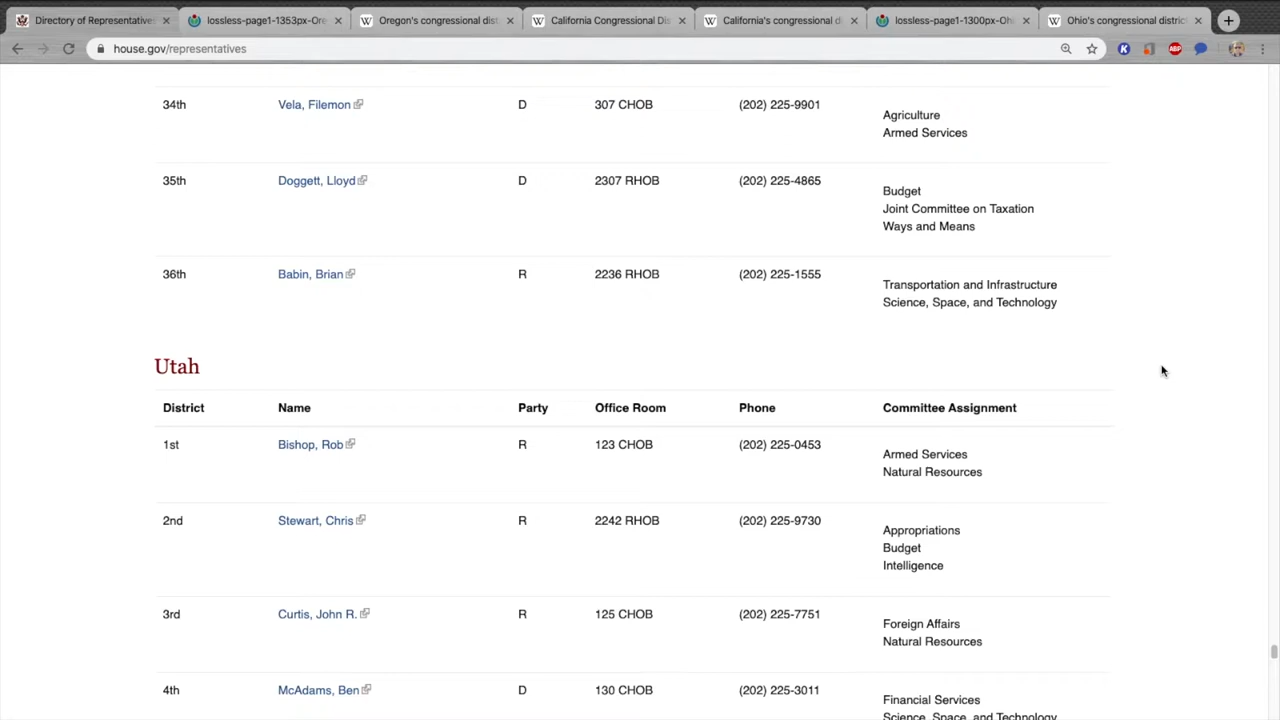 Directory of Representatives
lossless-page1-1353px-Ore
Oregon's congressional dist
California Congressional Dis
California's congressional d
lossless-page1-1300px-Ohi
Ohio's congressional distric
house.gov/representatives
34th Vela, Filemon D 307 CHOB (202) 225-9901
Agriculture
Armed Services
35th Doggett, Lloyd D 2307 RHOB (202) 225-4865
Budget
Joint Committee on Taxation
Ways and Means
36th Babin, Brian R 2236 RHOB (202) 225-1555
Transportation and Infrastructure
Science, Space, and Technology
Utah
District Name Party Office Room Phone Committee Assignment
1st Bishop, Rob R 123 CHOB (202) 225-0453
Armed Services
Natural Resources
2nd Stewart, Chris R 2242 RHOB (202) 225-9730
Appropriations
Budget
Intelligence
3rd Curtis, John R. R 125 CHOB (202) 225-7751
Foreign Affairs
Natural Resources
4th McAdams, Ben D 130 CHOB (202) 225-3011
Financial Services
Science, Space, and Technology